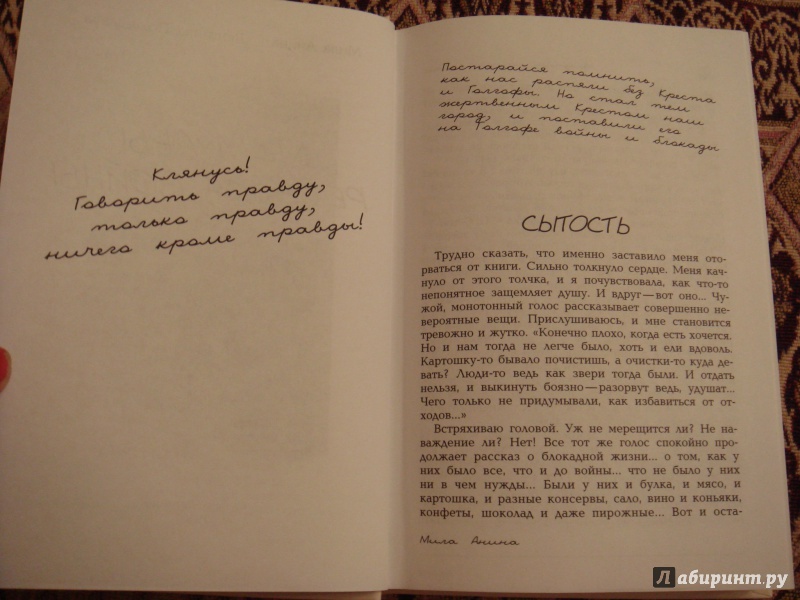 Клянусь!
Говорить правду,
только правду,
ничего кроме правды!
Постарайся помнить,
как нас распяли без Креста
и Голгофы. Но стал тем
жертвенным Крестом наш
город, и поставили его
на Голгофе войны и блокады
СЫТОСТЬ
Трудно сказать, что именно заставило меня ото-
рваться от книги. Сильно толкнуло сердце. Меня кач-
нуло от этого толчка, и я почувствовала, как что-то
непонятное защемляет душу. И вдруг — вот оно... Чу-
жой, монотонный голос рассказывает совершенно не-
вероятные вещи. Прислушиваюсь, и мне становится
тревожно и жутко. «Конечно плохо, когда есть хочется.
Но и нам тогда не легче было, хоть и ели вдоволь.
Картошку-то бывало почистишь, а очистки-то куда де-
вать? Люди-то ведь как звери тогда были. И отдать
нельзя, и выкинуть боязно — разорвут ведь, удушат...
Чего только не придумывали, как избавиться от от-
ходов...»
Встряхиваю головой. Уж не мерещится ли? Не на-
важдение ли? Нет! Все тот же голос спокойно про-
должает рассказ о блокадной жизни... о том, как у
них было все, что и до войны... что не было у них
ни в чем нужды... Были у них и булка, и мясо, и
картошка, и разные консервы, сало, вино и коньяки,
конфеты, шоколад и даже пирожные... Вот и оста-
Мила Анина
Лабиринт.ру